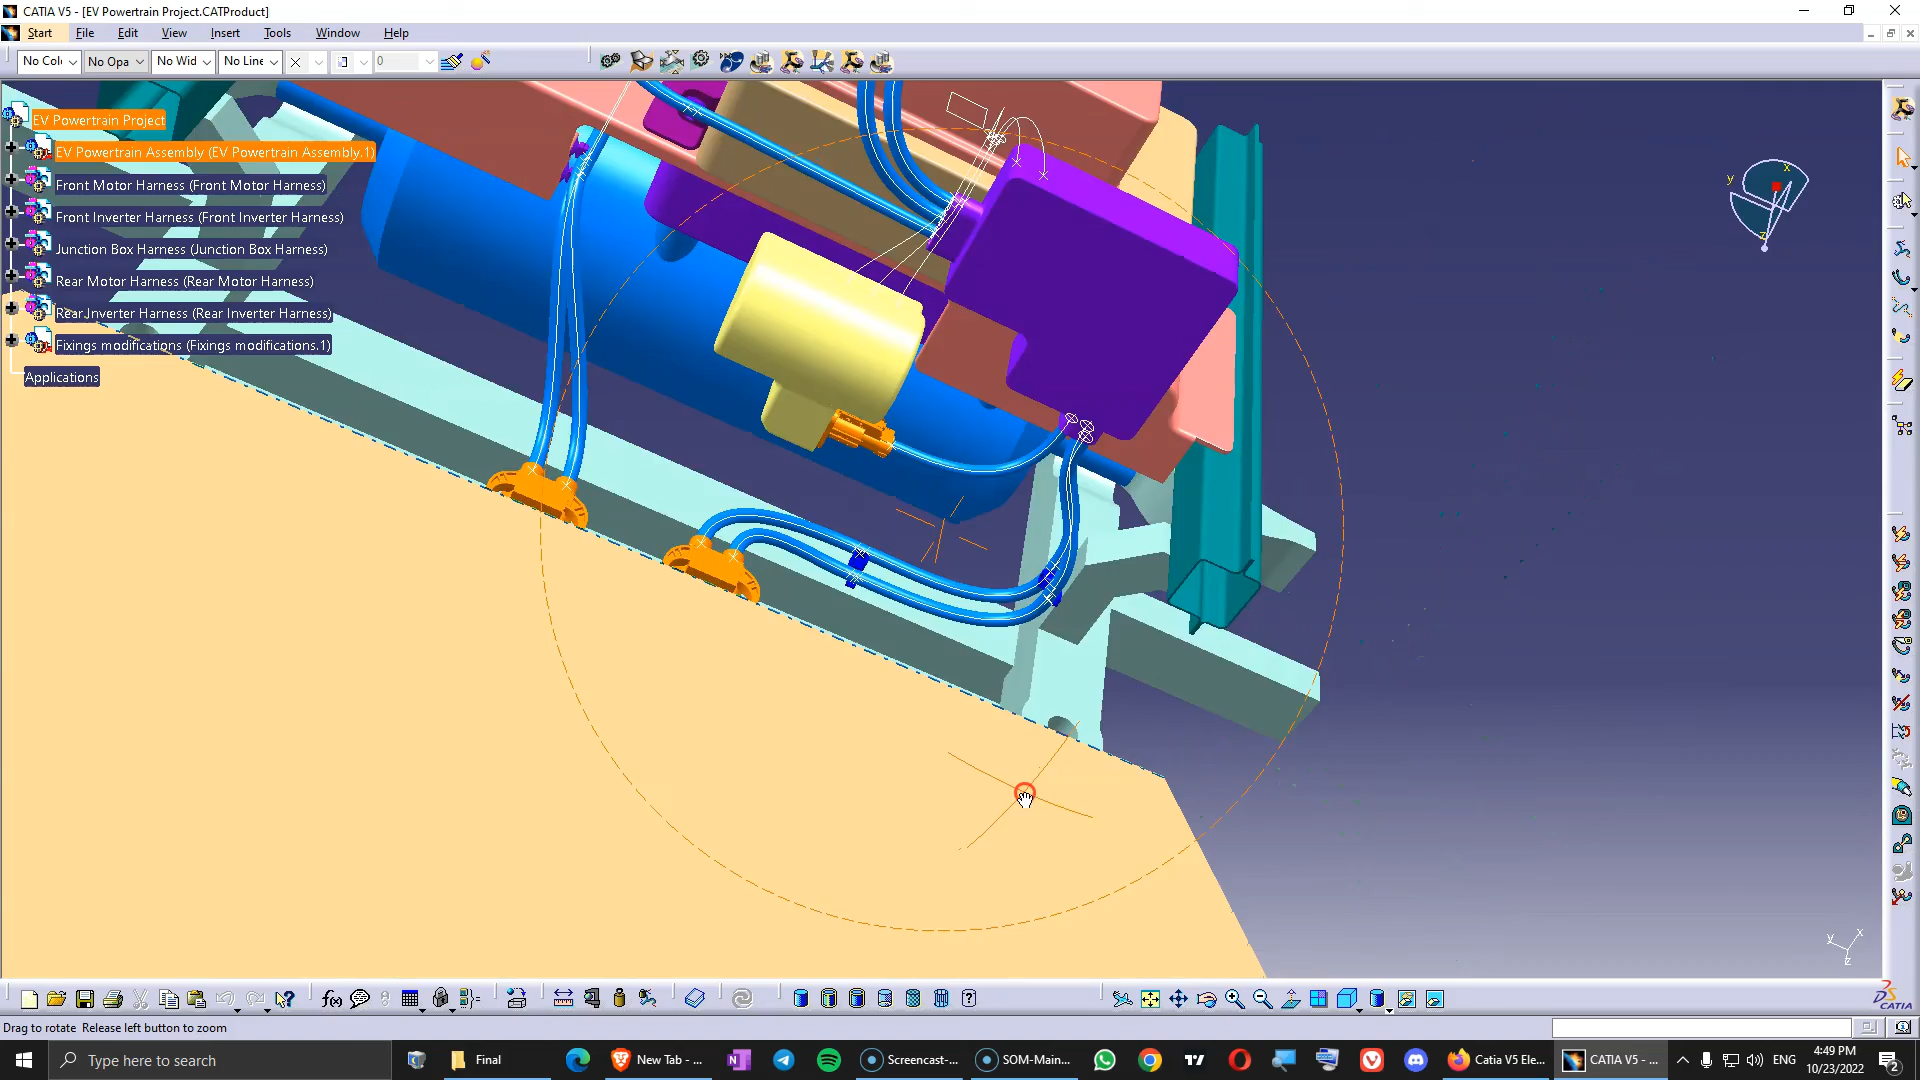 CATIA V5 - [EV Powertrain Project.CATProduct]
Start File Edit View Insert Tools Window Help
No Col No Opa No Wid No Line 0
EV Powertrain Project
EV Powertrain Assembly (EV Powertrain Assembly.1)
Front Motor Harness (Front Motor Harness)
Front Inverter Harness (Front Inverter Harness)
Junction Box Harness (Junction Box Harness)
Rear Motor Harness (Rear Motor Harness)
Rear Inverter Harness (Rear Inverter Harness)
Fixings modifications (Fixings modifications.1)
Applications
x
y
z
y x
z
f(x)
CATIA
Drag to rotate Release left button to zoom
Type here to search
Final
New Tab - ...
Screencast-...
SOM-Main...
Catia V5 Ele...
CATIA V5 - ...
ENG
4:49 PM
10/23/2022
2